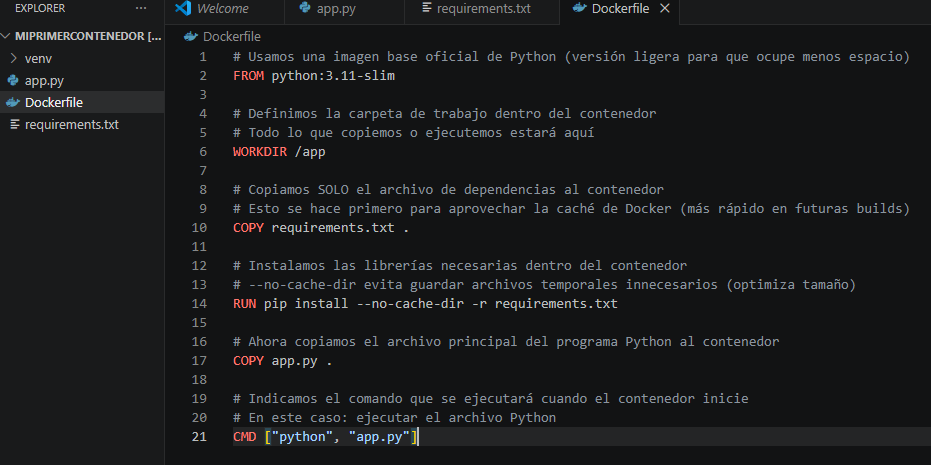 EXPLORER ...
MIPRIMERCONTENEDOR [...
venv
app.py
Dockerfile
requirements.txt
Welcome app.py requirements.txt Dockerfile
Dockerfile
1 # Usamos una imagen base oficial de Python (versión ligera para que ocupe menos espacio)
2 FROM python:3.11-slim
3
4 # Definimos la carpeta de trabajo dentro del contenedor
5 # Todo lo que copiemos o ejecutemos estará aquí
6 WORKDIR /app
7
8 # Copiamos SOLO el archivo de dependencias al contenedor
9 # Esto se hace primero para aprovechar la caché de Docker (más rápido en futuras builds)
10 COPY requirements.txt .
11
12 # Instalamos las librerías necesarias dentro del contenedor
13 # --no-cache-dir evita guardar archivos temporales innecesarios (optimiza tamaño)
14 RUN pip install --no-cache-dir -r requirements.txt
15
16 # Ahora copiamos el archivo principal del programa Python al contenedor
17 COPY app.py .
18
19 # Indicamos el comando que se ejecutará cuando el contenedor inicie
20 # En este caso: ejecutar el archivo Python
21 CMD ["python", "app.py"]